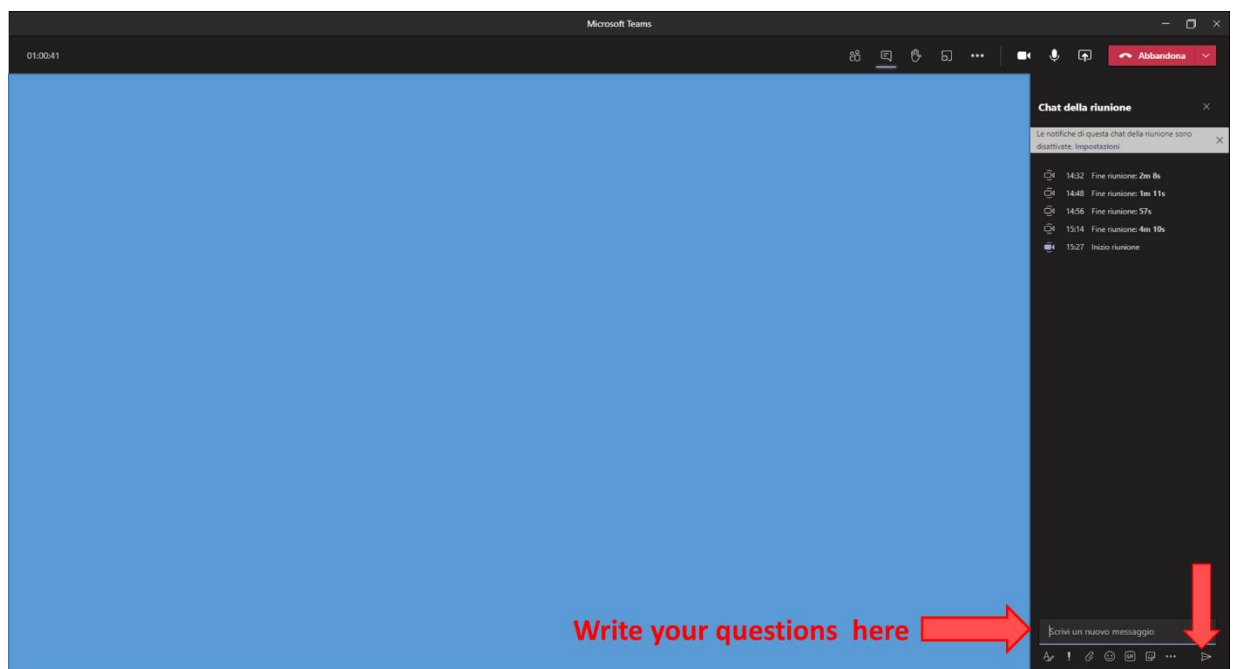 Microsoft Teams
01:00:41
Abbandona
Chat della riunione
Le notifiche di questa chat della riunione sono
disattivate. Impostazioni
14:32 Fine riunione: 2m 8s
14:48 Fine riunione: 1m 11s
14:56 Fine riunione: 57s
15:14 Fine riunione: 4m 10s
15:27 Inizio riunione
Write your questions here
Scrivi un nuovo messaggio
GIF